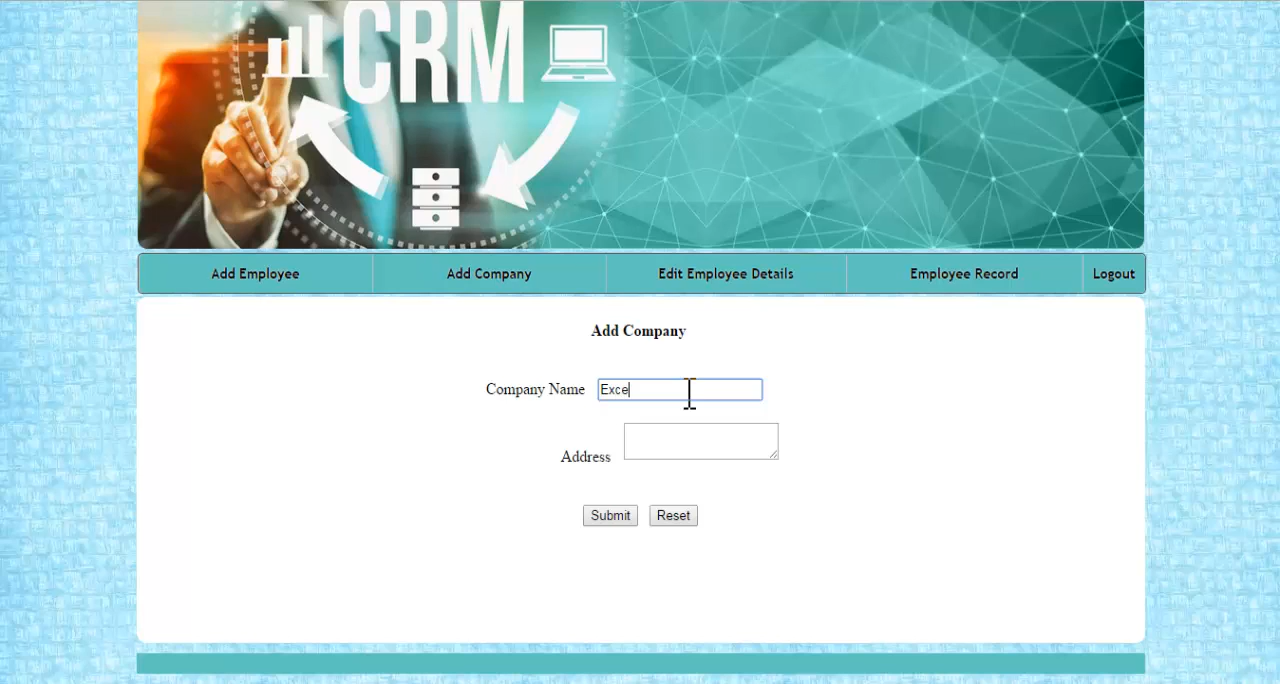 CRM
Add Employee Add Company Edit Employee Details Employee Record Logout
Add Company
Company Name Exce
Address
Submit Reset